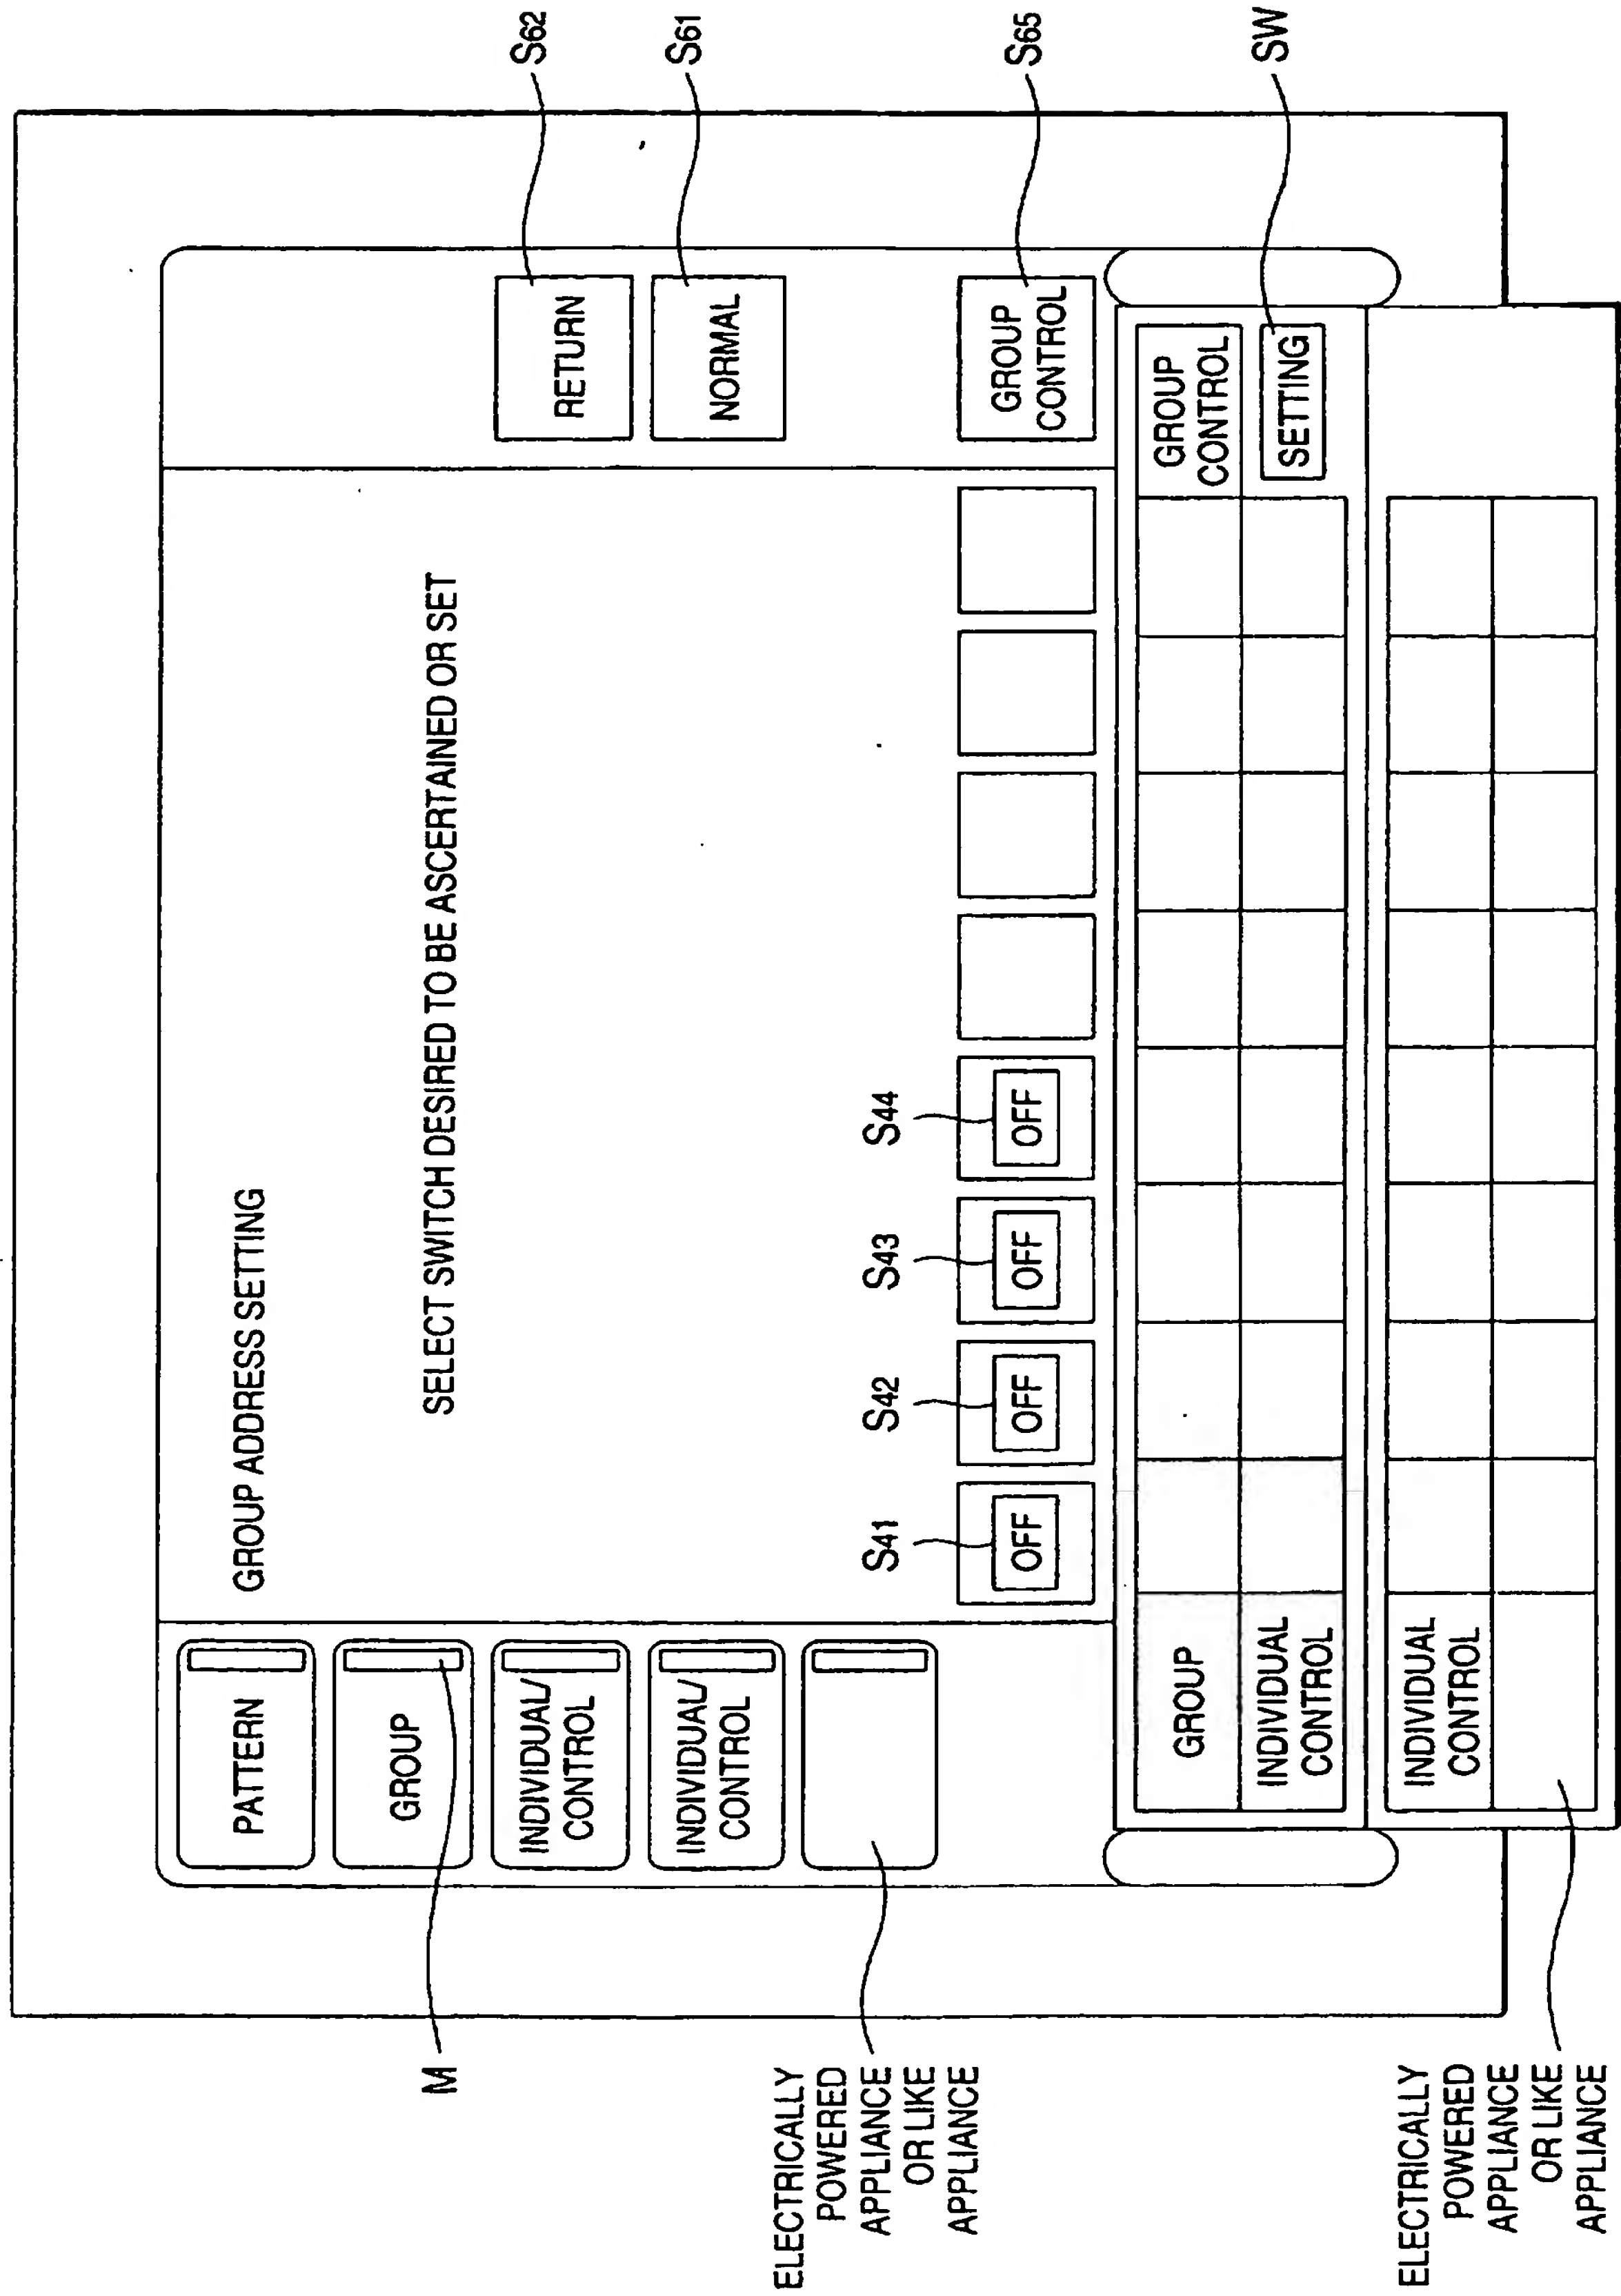 GROUP ADDRESS SETTING
SELECT SWITCH DESIRED TO BE ASCERTAINED OR SET
PATTERN
GROUP
INDIVIDUAL/
CONTROL
INDIVIDUAL/
CONTROL
M
ELECTRICALLY
POWERED
APPLIANCE
OR LIKE
APPLIANCE
RETURN
S62
NORMAL
S61
S41
S42
S43
S44
OFF
OFF
OFF
OFF
GROUP
CONTROL
S65
GROUP
GROUP
CONTROL
INDIVIDUAL
CONTROL
SETTING
SW
INDIVIDUAL
CONTROL
ELECTRICALLY
POWERED
APPLIANCE
OR LIKE
APPLIANCE